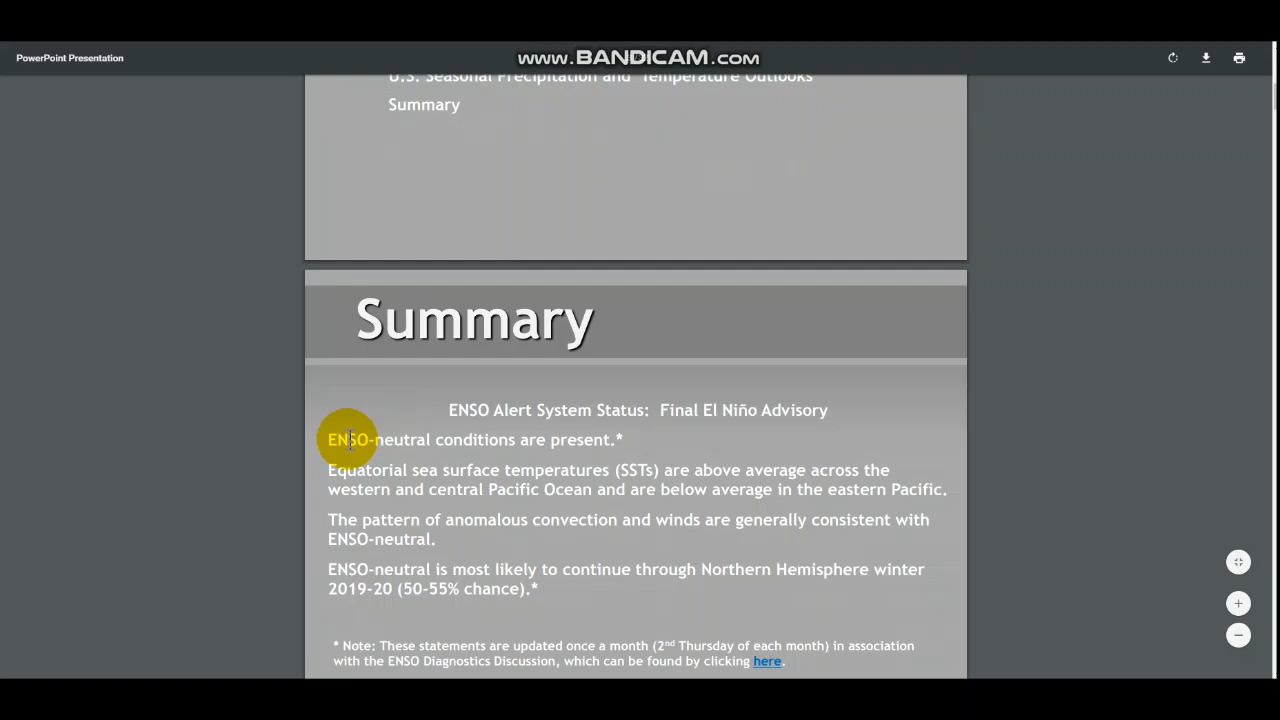 PowerPoint Presentation
www.BANDICAM.com
U.S. Seasonal Precipitation and Temperature Outlooks
Summary
Summary
ENSO Alert System Status: Final El Niño Advisory
ENSO-neutral conditions are present.*
Equatorial sea surface temperatures (SSTs) are above average across the
western and central Pacific Ocean and are below average in the eastern Pacific.
The pattern of anomalous convection and winds are generally consistent with
ENSO-neutral.
ENSO-neutral is most likely to continue through Northern Hemisphere winter
2019-20 (50-55% chance).*
* Note: These statements are updated once a month (2nd Thursday of each month) in association
with the ENSO Diagnostics Discussion, which can be found by clicking here.